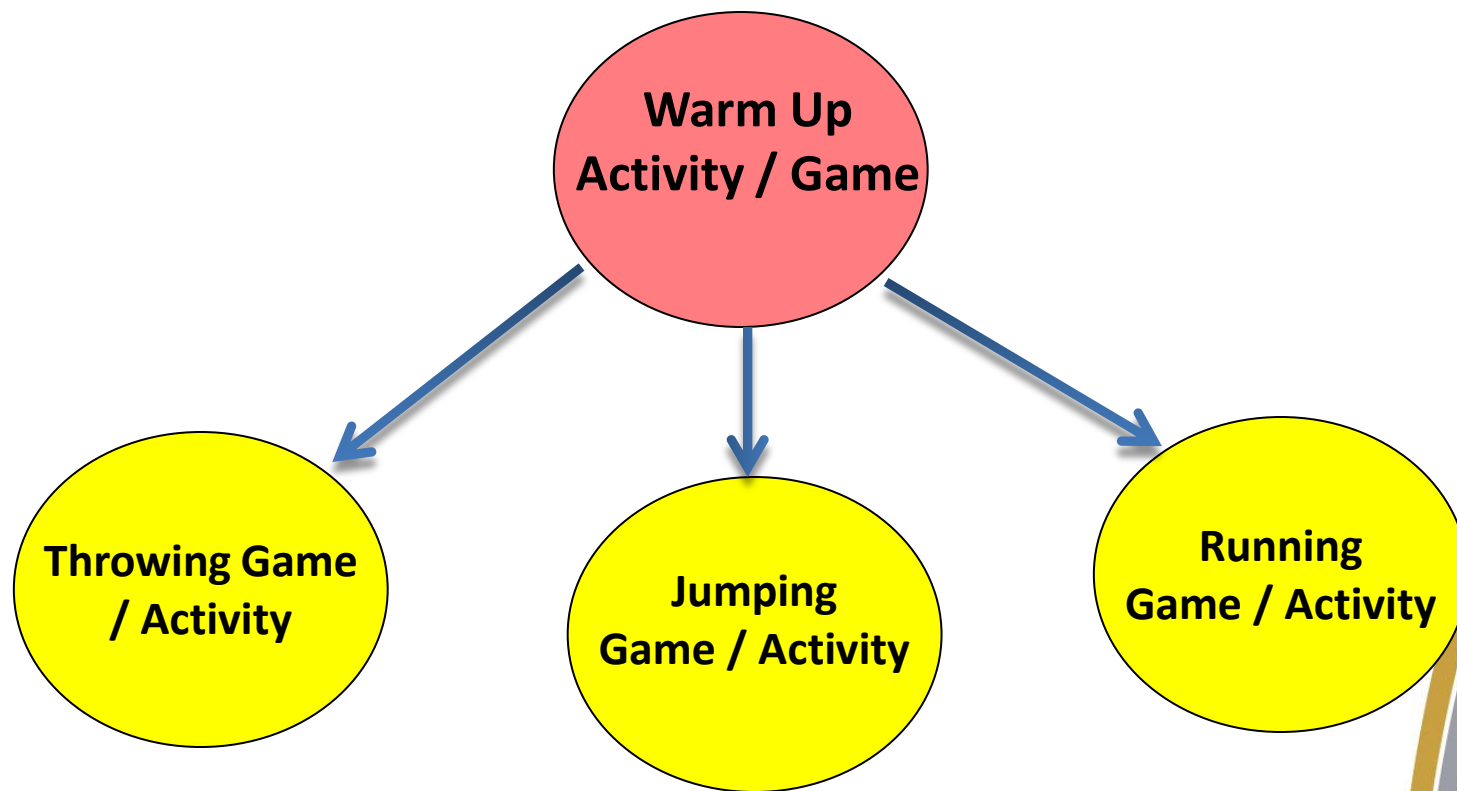 Warm Up
Activity / Game
Throwing Game
/ Activity
Jumping
Game / Activity
Running
Game / Activity